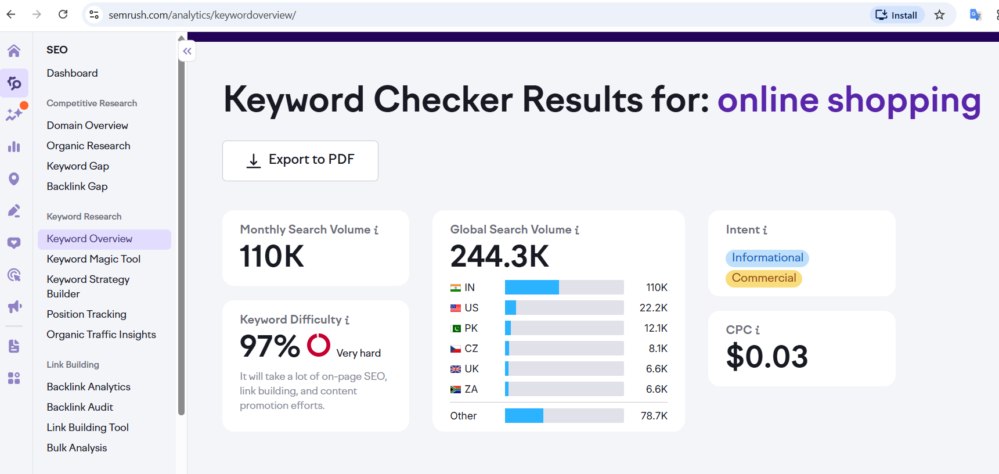 semrush.com/analytics/keywordoverview/
Install
SEO
Dashboard
Competitive Research
Domain Overview
Organic Research
Keyword Gap
Backlink Gap
Keyword Research
Keyword Overview
Keyword Magic Tool
Keyword Strategy
Builder
Position Tracking
Organic Traffic Insights
Link Building
Backlink Analytics
Backlink Audit
Link Building Tool
Bulk Analysis
Keyword Checker Results for: online shopping
Export to PDF
Monthly Search Volume i
110K
Keyword Difficulty i
97% Very hard
It will take a lot of on-page SEO,
link building, and content
promotion efforts.
Global Search Volume i
244.3K
IN 110K
US 22.2K
PK 12.1K
CZ 8.1K
UK 6.6K
ZA 6.6K
Other 78.7K
Intent i
Informational
Commercial
CPC i
$0.03